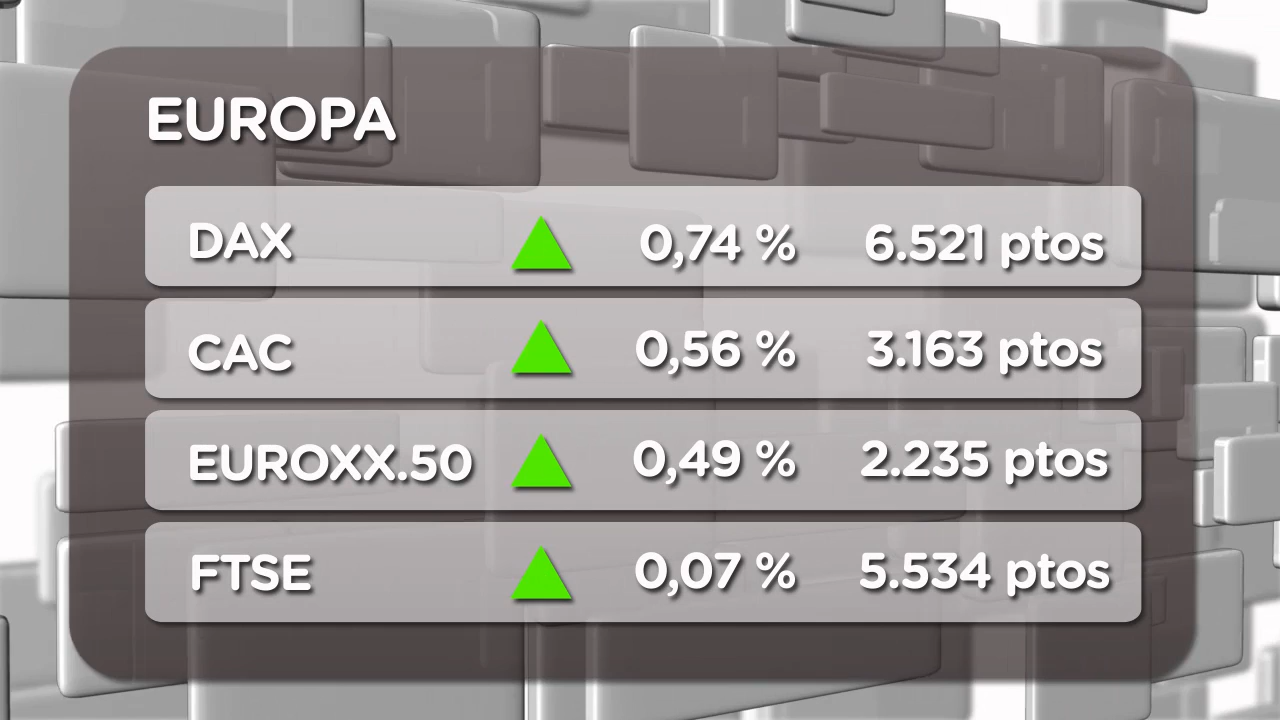 EUROPA
DAX 0,74 % 6.521 ptos
CAC 0,56 % 3.163 ptos
EUROXX.50 0,49 % 2.235 ptos
FTSE 0,07 % 5.534 ptos